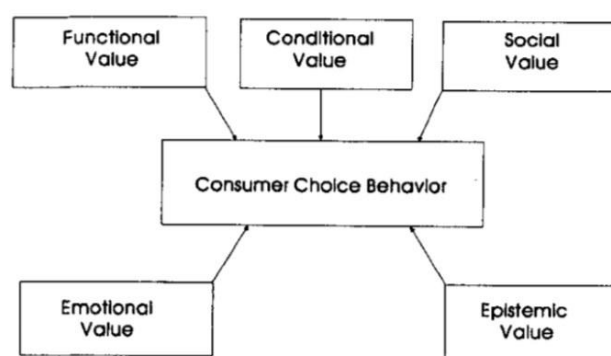 Functional
Value
Conditional
Value
Social
Value
Consumer Choice Behavior
Emotional
Value
Epistemic
Value